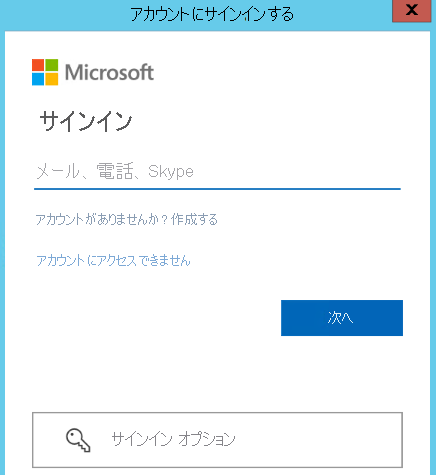 アカウントにサインインする
Microsoft
サインイン
メール、電話、Skype
アカウントがありませんか？作成する
アカウントにアクセスできません
次へ
サインイン オプション